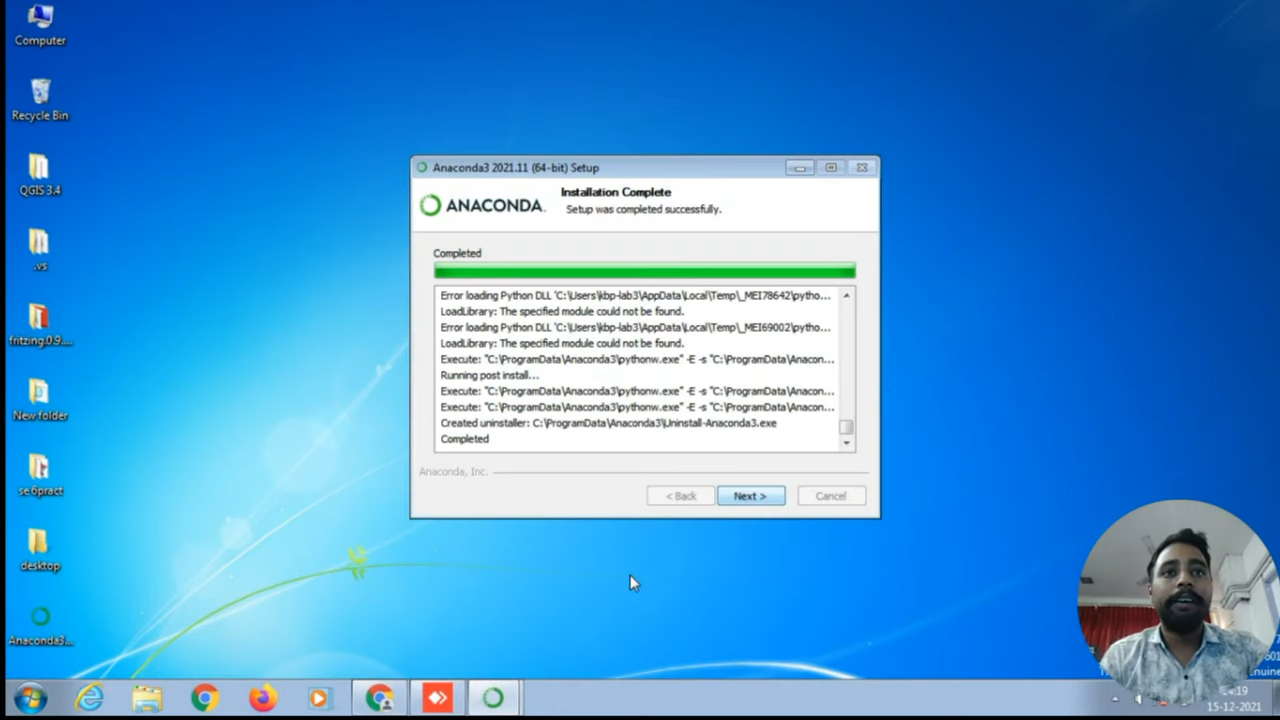 Computer
Recycle Bin
QGIS 3.4
.vs
fritzing.0.9....
New folder
se 6pract
desktop
Anaconda3...
Anaconda3 2021.11 (64-bit) Setup
ANACONDA.
Installation Complete
Setup was completed successfully.
Completed
Error loading Python DLL 'C:\Users\kbp-lab3\AppData\Local\Temp\_MEI78642\pytho...
LoadLibrary: The specified module could not be found.
Error loading Python DLL 'C:\Users\kbp-lab3\AppData\Local\Temp\_MEI69002\pytho...
LoadLibrary: The specified module could not be found.
Execute: "C:\ProgramData\Anaconda3\pythonw.exe" -E -s "C:\ProgramData\Anacon...
Running post install...
Execute: "C:\ProgramData\Anaconda3\pythonw.exe" -E -s "C:\ProgramData\Anacon...
Execute: "C:\ProgramData\Anaconda3\pythonw.exe" -E -s "C:\ProgramData\Anacon...
Created uninstaller: C:\ProgramData\Anaconda3\Uninstall-Anaconda3.exe
Completed
Anaconda, Inc.
< Back
Next >
Cancel
15-12-2021